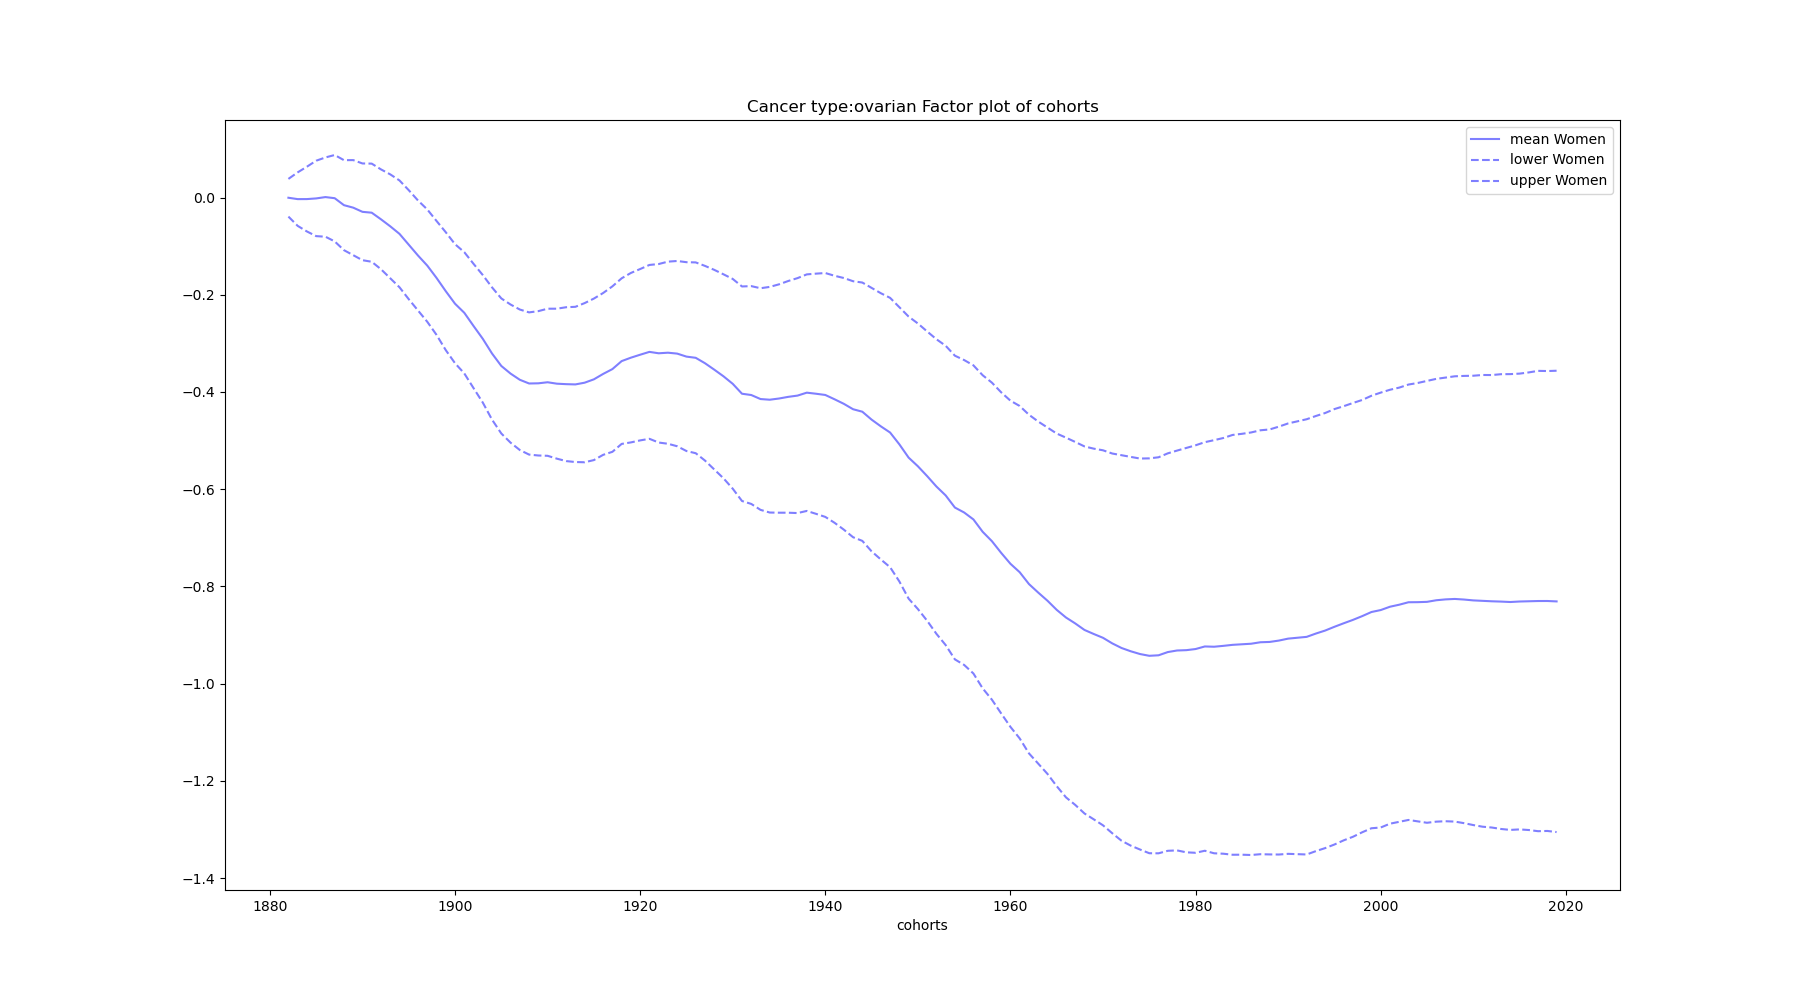 Cancer type:ovarian Factor plot of cohorts
mean Women
lower Women
upper Women
0.0
−0.2
−0.4
−0.6
−0.8
−1.0
−1.2
−1.4
1880 1900 1920 1940 1960 1980 2000 2020
cohorts